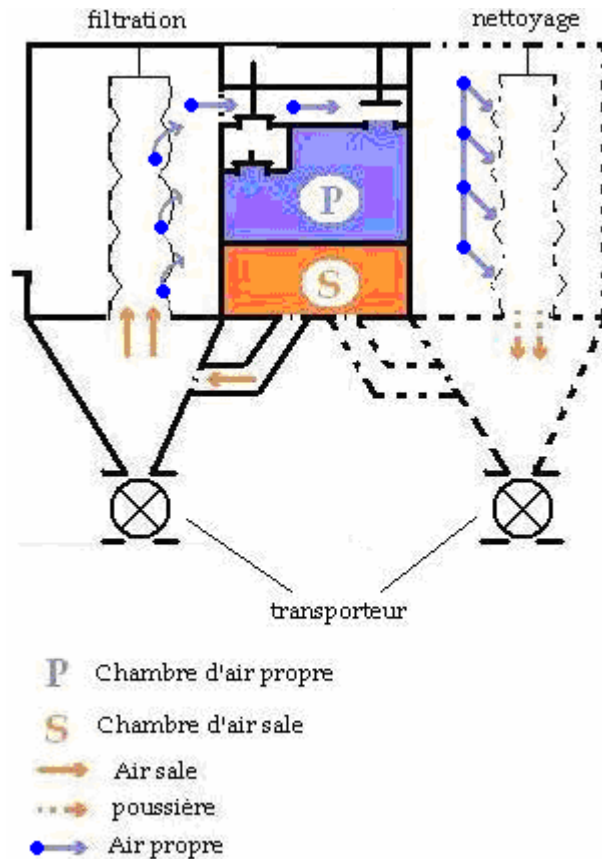 filtration
nettoyage
P
S
transporteur
P Chambre d'air propre
S Chambre d'air sale
Air sale
poussière
Air propre